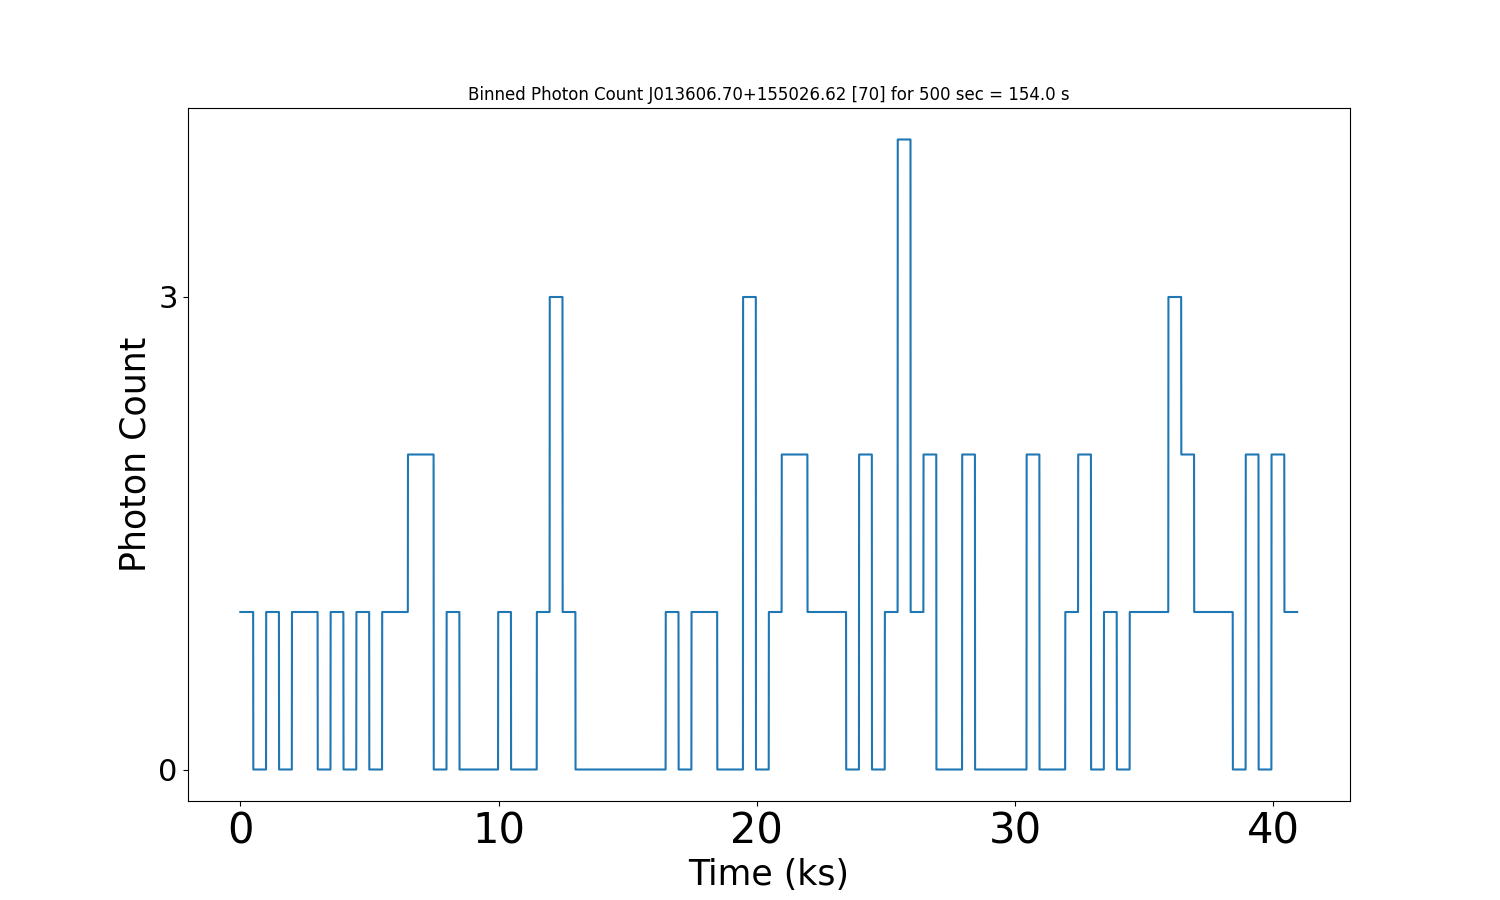 Binned Photon Count J013606.70+155026.62 [70] for 500 sec = 154.0 s
3
Photon Count
0
0 10 20 30 40
Time (ks)